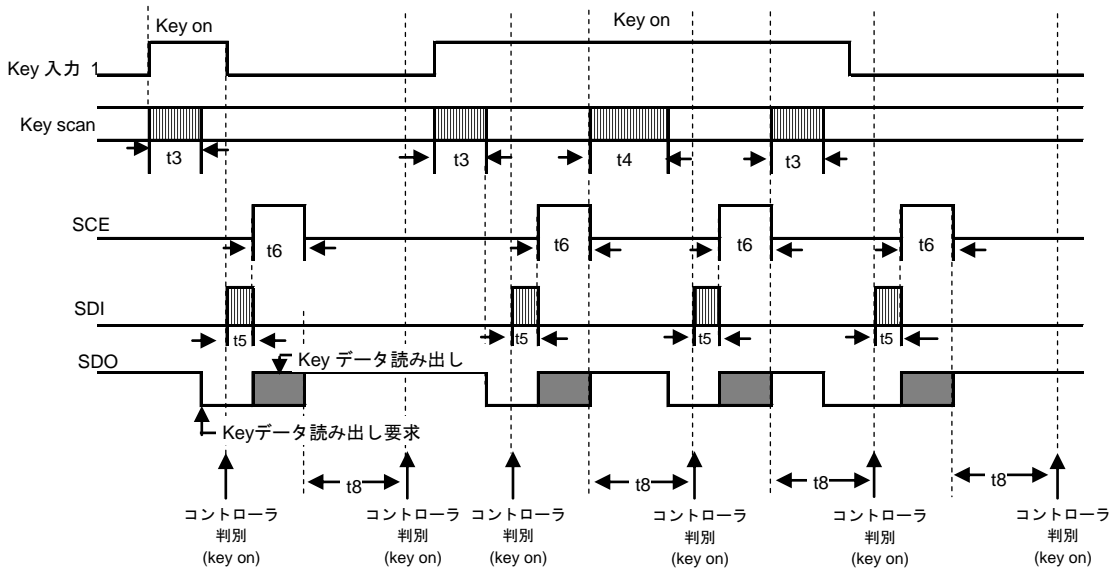 Key on
Key on
Key 入力 1
Key scan
t3
t3
t4
t3
SCE
t6
t6
t6
t6
SDI
t5
t5
t5
t5
SDO
Key データ読み出し
Keyデータ読み出し要求
t8
t8
t8
t8
コントローラ
判別
(key on)
コントローラ
判別
(key on)
コントローラ
判別
(key on)
コントローラ
判別
(key on)
コントローラ
判別
(key on)
コントローラ
判別
(key on)